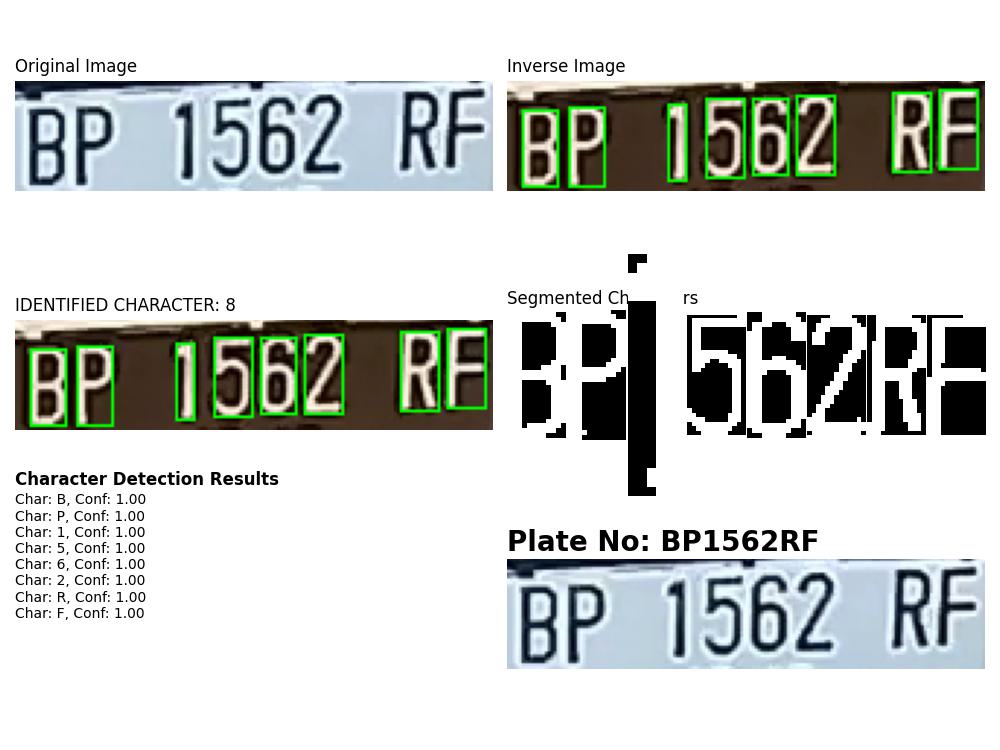 Original Image
BP 1562 RF
Inverse Image
BP 1562 RF
IDENTIFIED CHARACTER: 8
BP 1562 RF
Segmented Ch rs
BP 562RF
Character Detection Results
Char: B, Conf: 1.00
Char: P, Conf: 1.00
Char: 1, Conf: 1.00
Char: 5, Conf: 1.00
Char: 6, Conf: 1.00
Char: 2, Conf: 1.00
Char: R, Conf: 1.00
Char: F, Conf: 1.00
Plate No: BP1562RF
BP 1562 RF